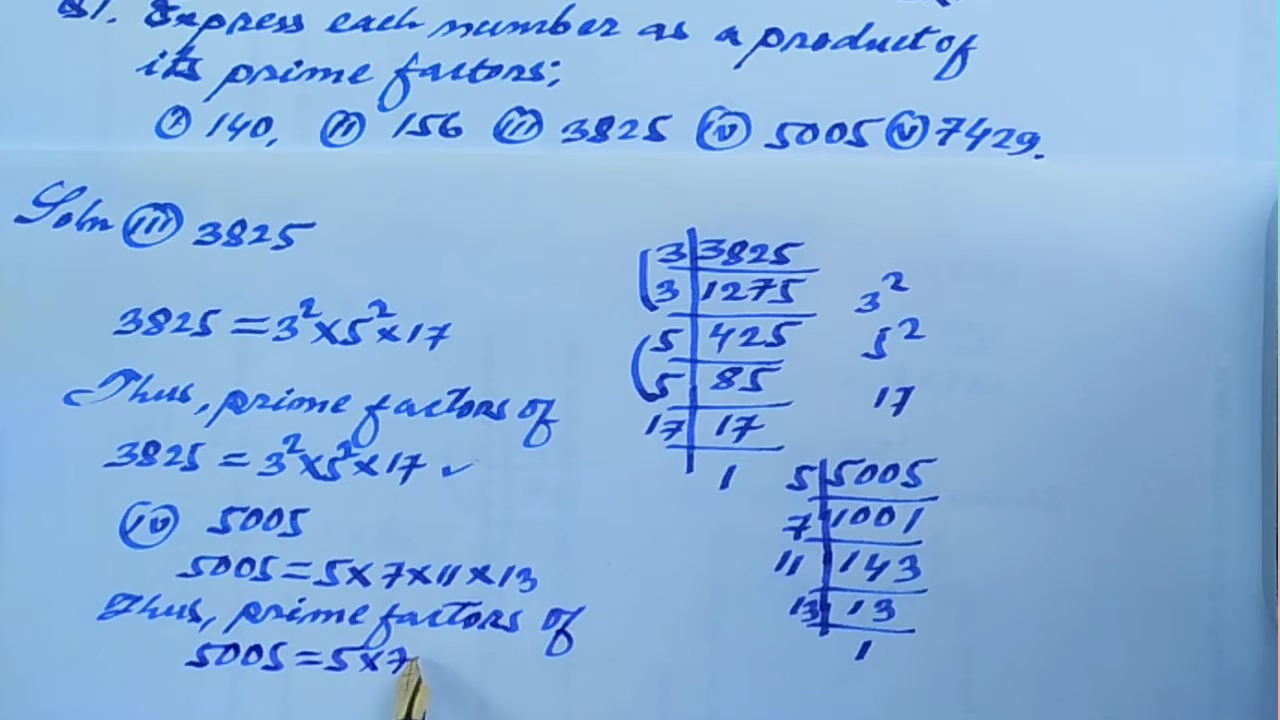 Q1. Express each number as a product of
its prime factors;
(i) 140, (ii) 156 (iii) 3825 (iv) 5005 (v) 7429.
Soln (iii) 3825
3825 = 3² × 5² × 17
Thus, prime factors of
3825 = 3² × 5² × 17 ✓
3 | 3825
3 | 1275
5 | 425
5 | 85
17 | 17
1
3²
5²
17
(iv) 5005
5005 = 5 × 7 × 11 × 13
Thus, prime factors of
5005 = 5 × 7
5 | 5005
7 | 1001
11 | 143
13 | 13
1